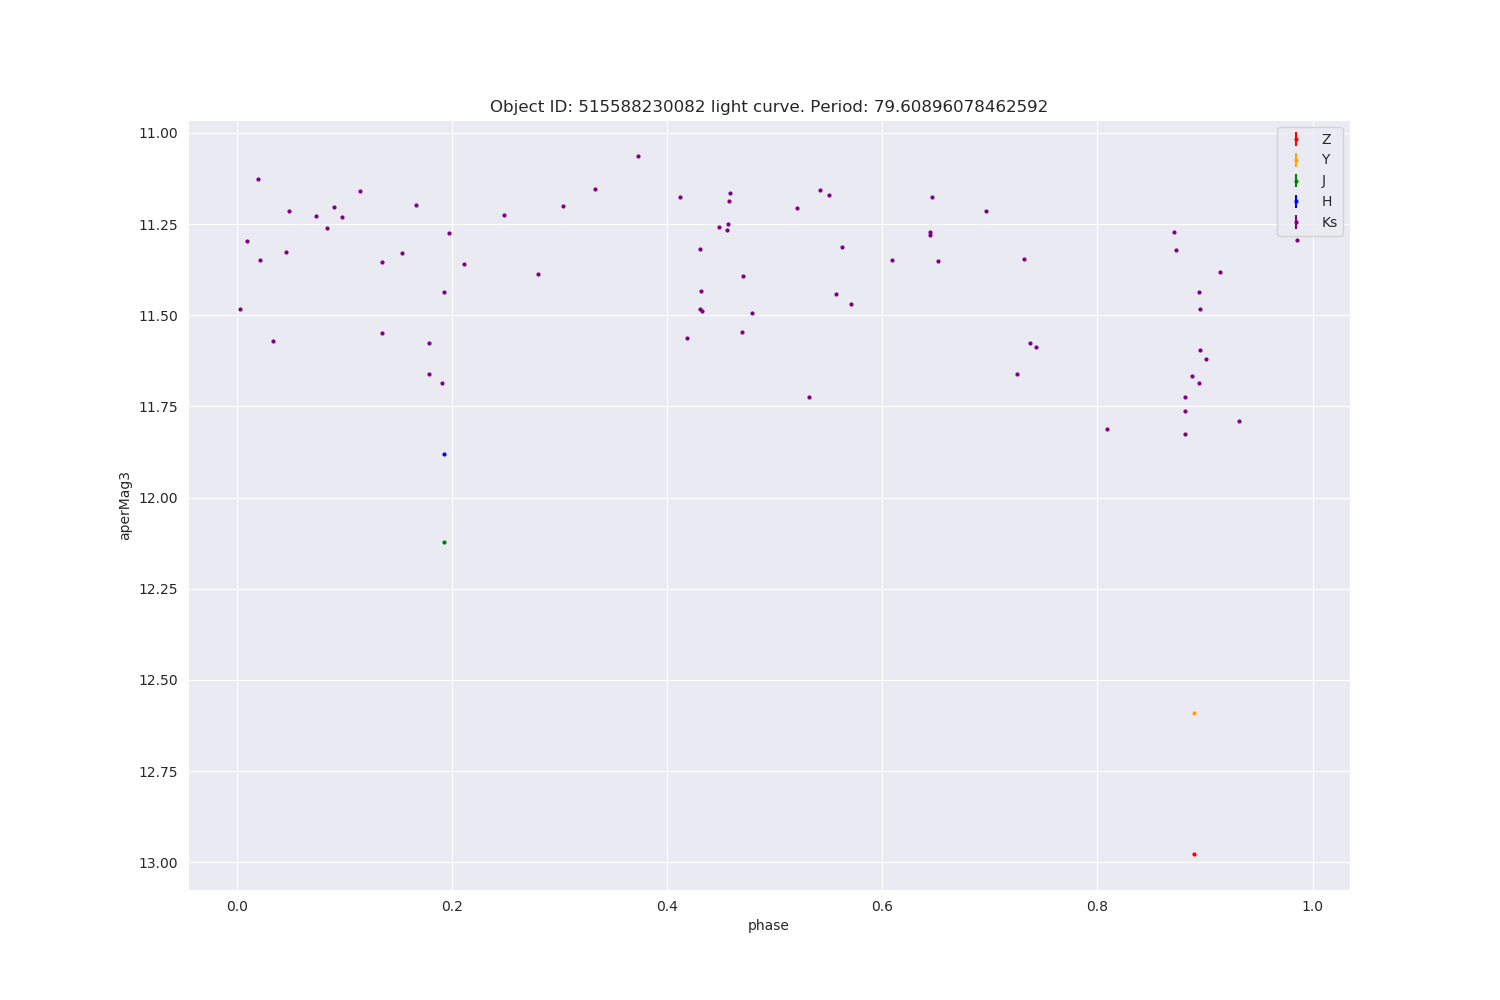 Object ID: 515588230082 light curve. Period: 79.60896078462592
Z
Y
J
H
Ks
11.00
11.25
11.50
11.75
12.00
12.25
12.50
12.75
13.00
aperMag3
0.0 0.2 0.4 0.6 0.8 1.0
phase